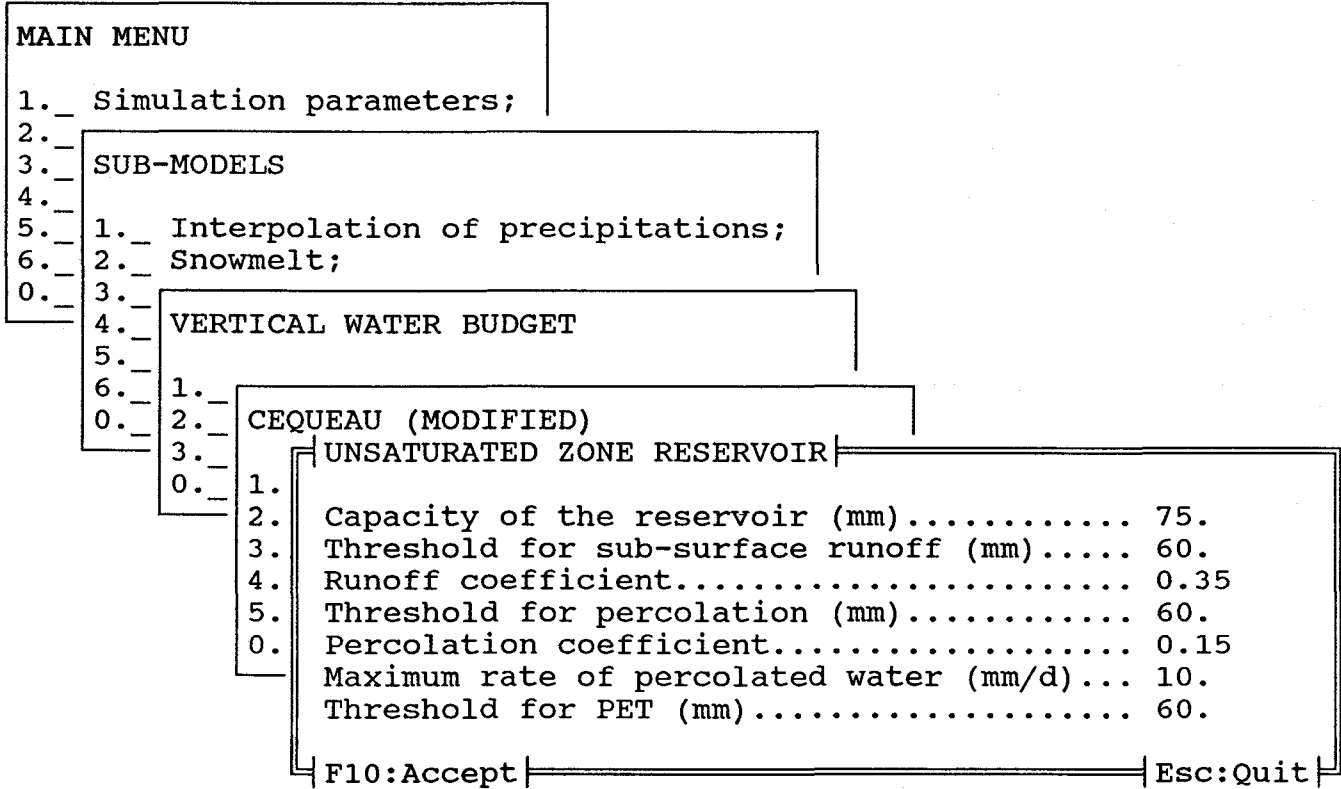 MAIN MENU
1._ Simulation parameters;
2._
3._ SUB-MODELS
4._
5._ 1._ Interpolation of precipitations;
6._ 2._ Snowmelt;
0._ 3._
4._ VERTICAL WATER BUDGET
5._
6._ 1._
0._ 2._ CEQUEAU (MODIFIED)
3._ UNSATURATED ZONE RESERVOIR
0._ 1.
2. Capacity of the reservoir (mm)............ 75.
3. Threshold for sub-surface runoff (mm)..... 60.
4. Runoff coefficient........................ 0.35
5. Threshold for percolation (mm)............ 60.
0. Percolation coefficient................... 0.15
Maximum rate of percolated water (mm/d)... 10.
Threshold for PET (mm).................... 60.
F10:Accept Esc:Quit